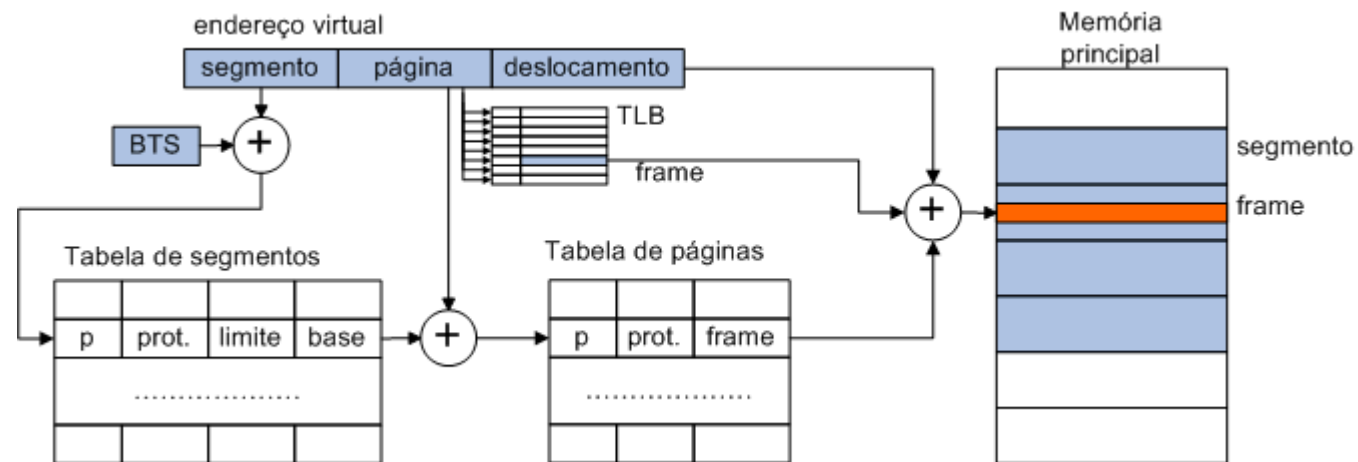 endereço virtual
Memória
principal
segmento página deslocamento
TLB
BTS +
segmento
frame
+
frame
Tabela de segmentos
Tabela de páginas
p prot. limite base
+
p prot. frame
...................
...................